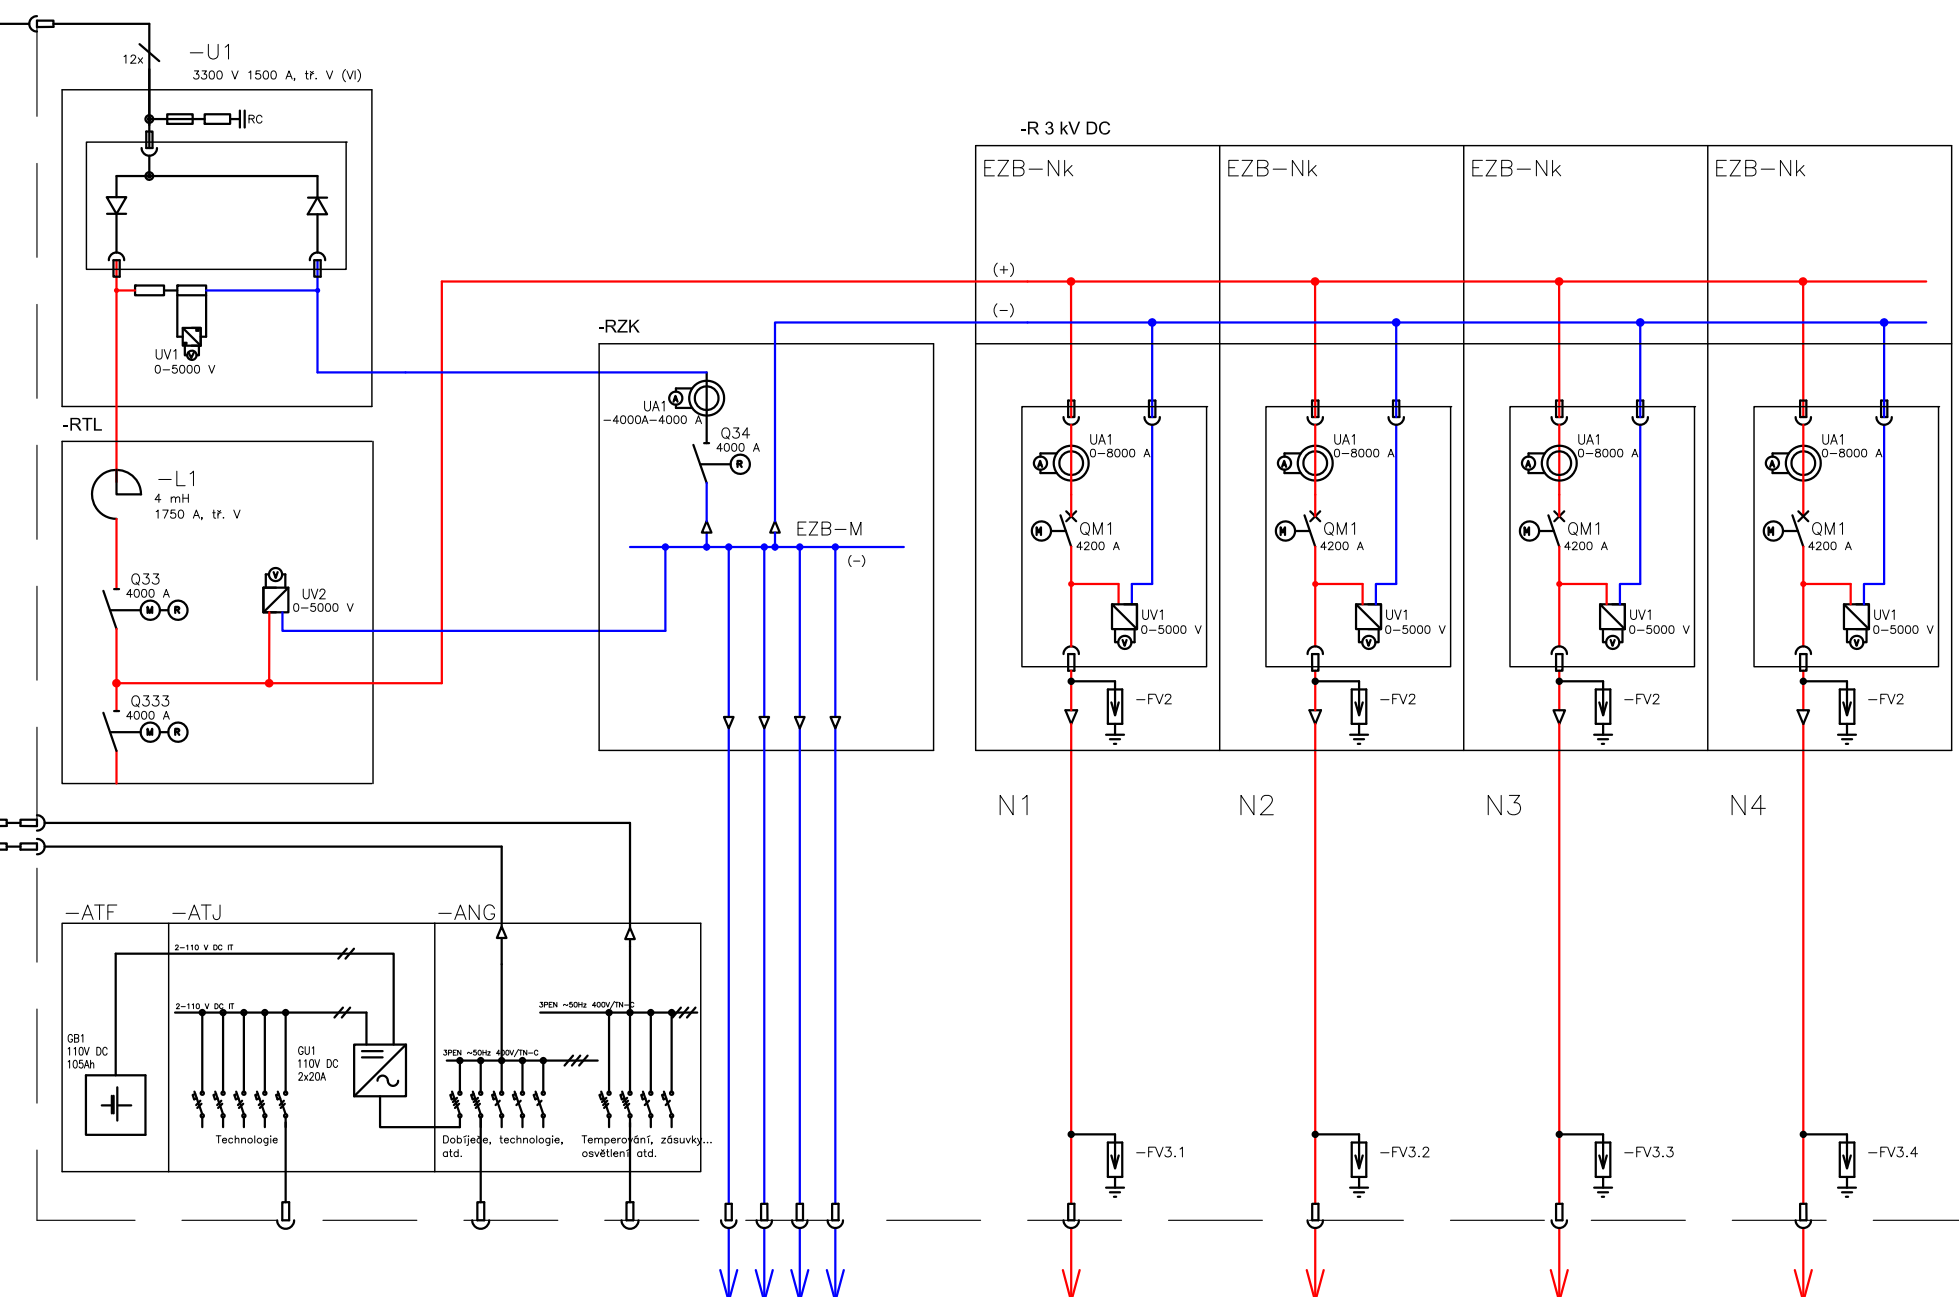 12x
-U1
3300 V 1500 A, tř. V (VI)
RC
UV1
0-5000 V
V
-RTL
-L1
4 mH
1750 A, tř. V
Q33
4000 A
M
R
V
UV2
0-5000 V
Q333
4000 A
M
R
-RZK
A
UA1
-4000A-4000 A
Q34
4000 A
R
EZB-M
(-)
-R 3 kV DC
EZB-Nk
EZB-Nk
EZB-Nk
EZB-Nk
(+)
(-)
UA1
0-8000 A
A
M
QM1
4200 A
UV1
0-5000 V
V
-FV2
UA1
0-8000 A
A
M
QM1
4200 A
UV1
0-5000 V
V
-FV2
UA1
0-8000 A
A
M
QM1
4200 A
UV1
0-5000 V
V
-FV2
UA1
0-8000 A
A
M
QM1
4200 A
UV1
0-5000 V
V
-FV2
N1
N2
N3
N4
-ATF
-ATJ
-ANG
2-110 V DC IT
2-110 V DC IT
GB1
110V DC
105Ah
GU1
110V DC
2x20A
Technologie
3PEN ~50Hz 400V/TN-C
3PEN ~50Hz 400V/TN-C
Dobíječe, technologie,
atd.
Temperování, zásuvky...
osvětlení atd.
-FV3.1
-FV3.2
-FV3.3
-FV3.4